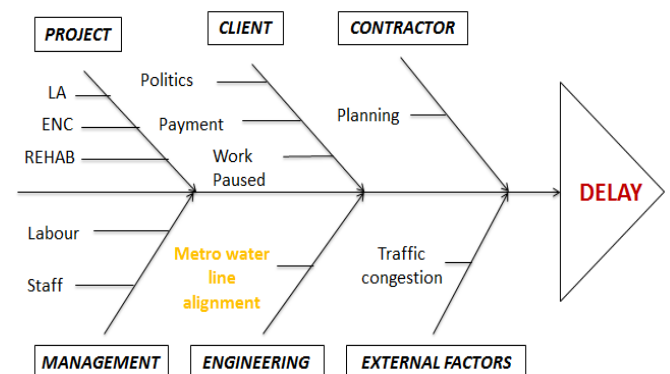 PROJECT
CLIENT
CONTRACTOR
LA
ENC
REHAB
Politics
Payment
Work
Paused
Planning
DELAY
Labour
Staff
Metro water
line
alignment
Traffic
congestion
MANAGEMENT
ENGINEERING
EXTERNAL FACTORS